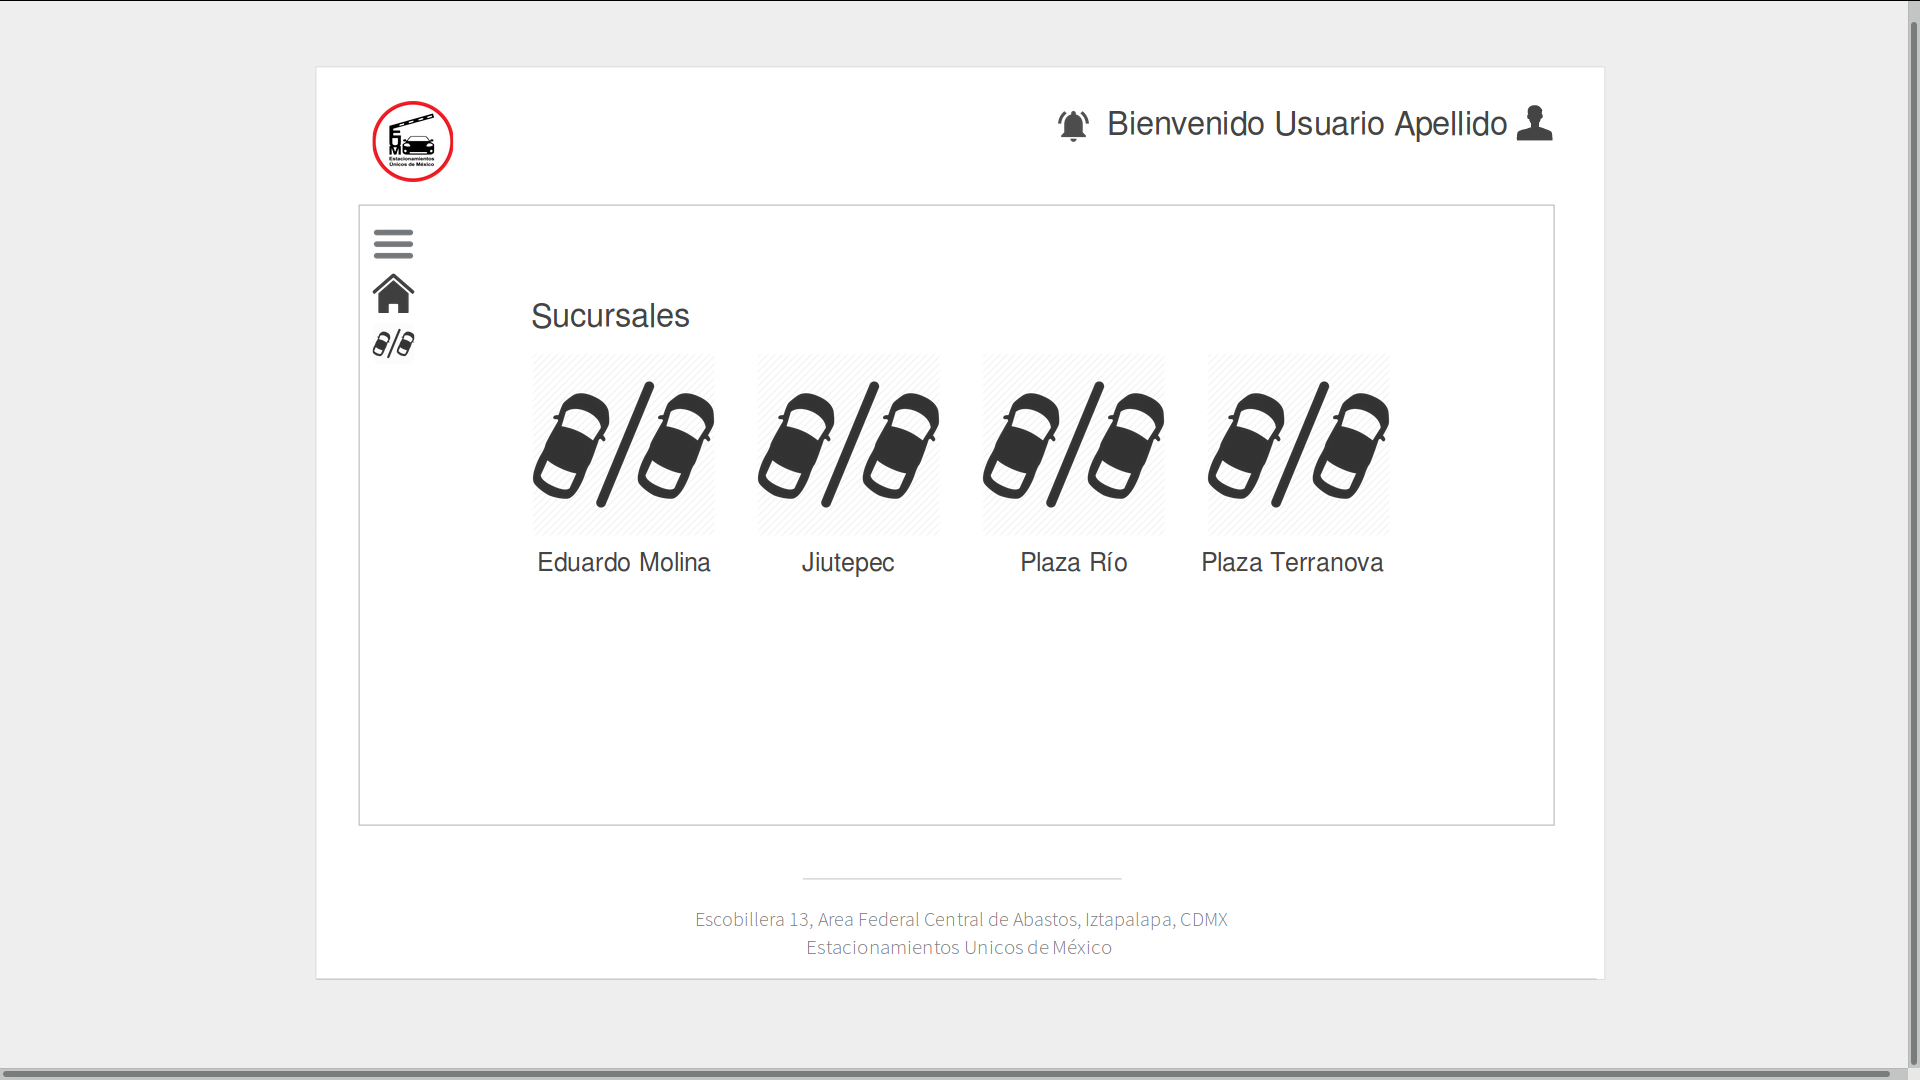 EUM
Estacionamientos
Únicos de México
Bienvenido Usuario Apellido
Sucursales
Eduardo Molina
Jiutepec
Plaza Río
Plaza Terranova
Escobillera 13, Area Federal Central de Abastos, Iztapalapa, CDMX
Estacionamientos Unicos de México